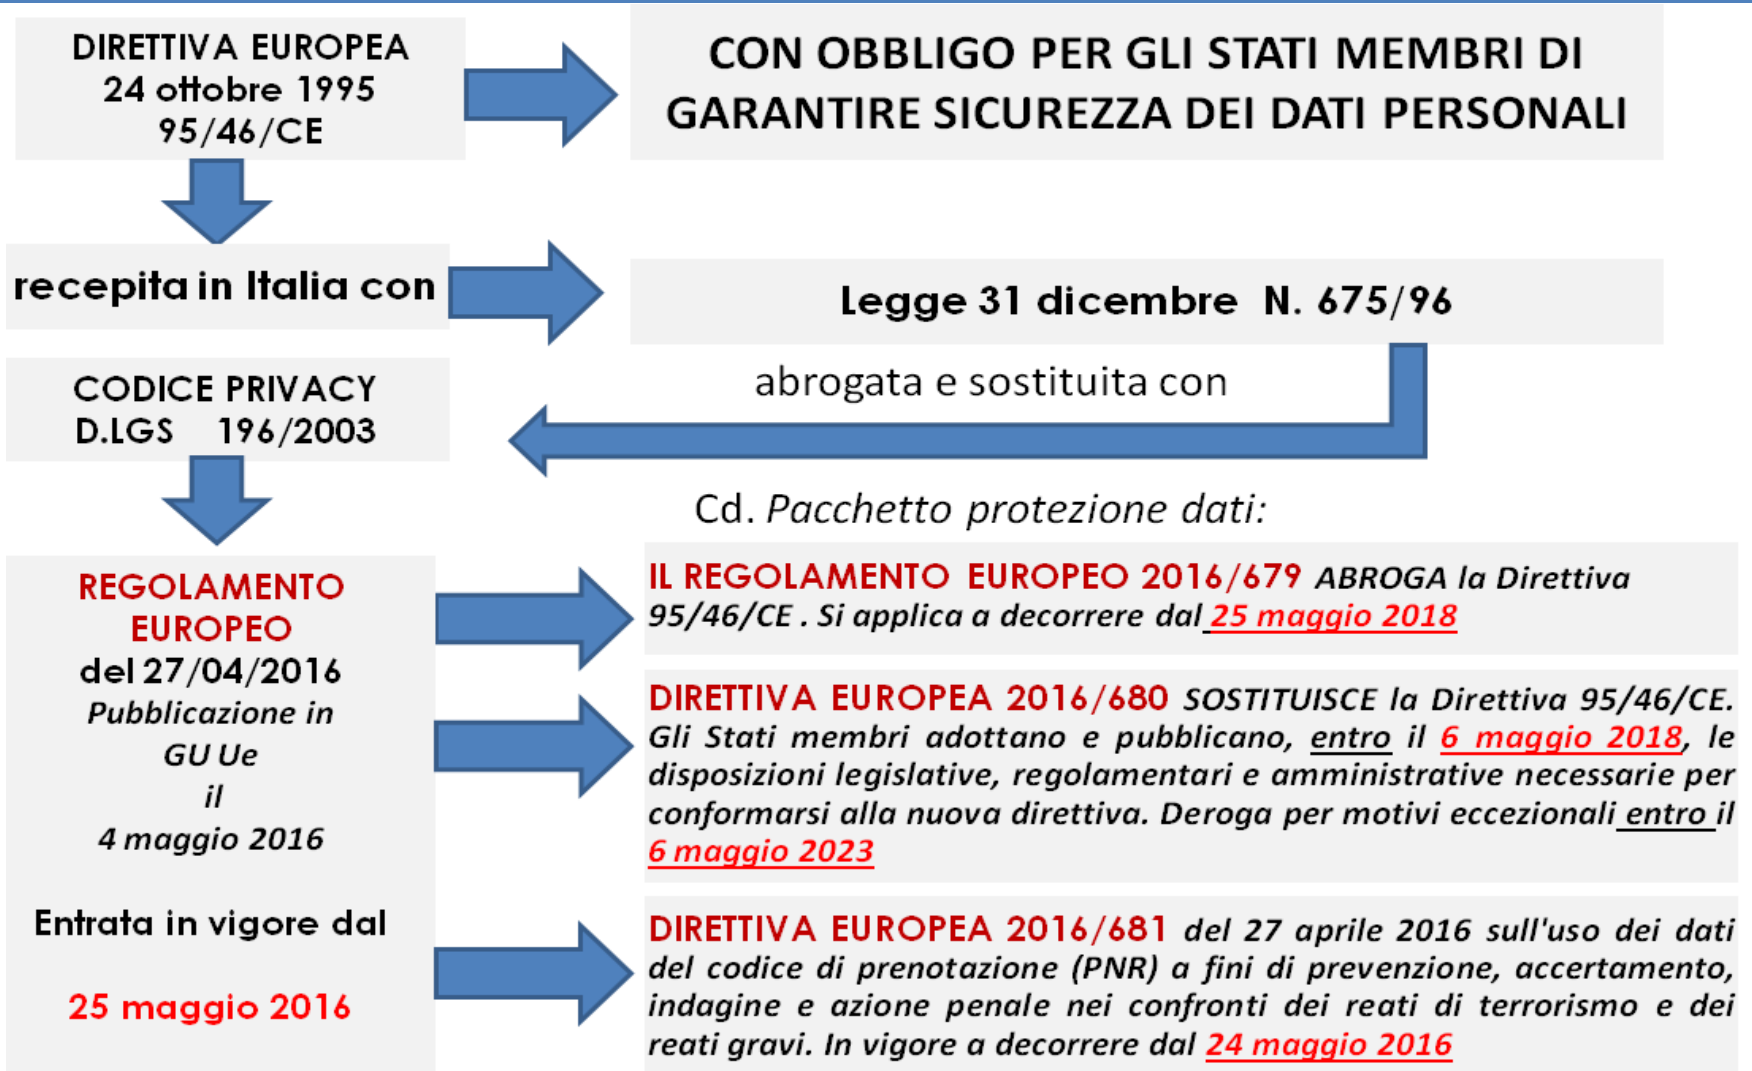 DIRETTIVA EUROPEA
24 ottobre 1995
95/46/CE
CON OBBLIGO PER GLI STATI MEMBRI DI
GARANTIRE SICUREZZA DEI DATI PERSONALI
recepita in Italia con
Legge 31 dicembre N. 675/96
abrogata e sostituita con
CODICE PRIVACY
D.LGS 196/2003
Cd. Pacchetto protezione dati:
REGOLAMENTO
EUROPEO
del 27/04/2016
Pubblicazione in
GU Ue
il
4 maggio 2016
Entrata in vigore dal
25 maggio 2016
IL REGOLAMENTO EUROPEO 2016/679 ABROGA la Direttiva
95/46/CE . Si applica a decorrere dal 25 maggio 2018
DIRETTIVA EUROPEA 2016/680 SOSTITUISCE la Direttiva 95/46/CE.
Gli Stati membri adottano e pubblicano, entro il 6 maggio 2018, le
disposizioni legislative, regolamentari e amministrative necessarie per
conformarsi alla nuova direttiva. Deroga per motivi eccezionali entro il
6 maggio 2023
DIRETTIVA EUROPEA 2016/681 del 27 aprile 2016 sull'uso dei dati
del codice di prenotazione (PNR) a fini di prevenzione, accertamento,
indagine e azione penale nei confronti dei reati di terrorismo e dei
reati gravi. In vigore a decorrere dal 24 maggio 2016